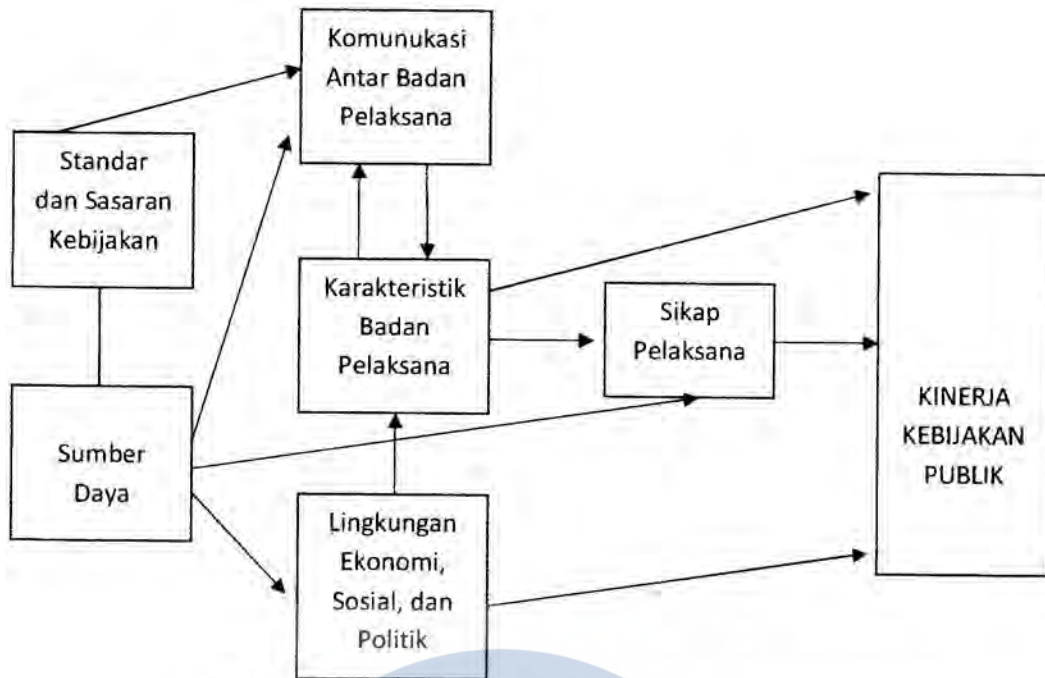 Komunukasi
Antar Badan
Pelaksana
Standar
dan Sasaran
Kebijakan
Karakteristik
Badan
Pelaksana
Sikap
Pelaksana
KINERJA
KEBIJAKAN
PUBLIK
Sumber
Daya
Lingkungan
Ekonomi,
Sosial, dan
Politik